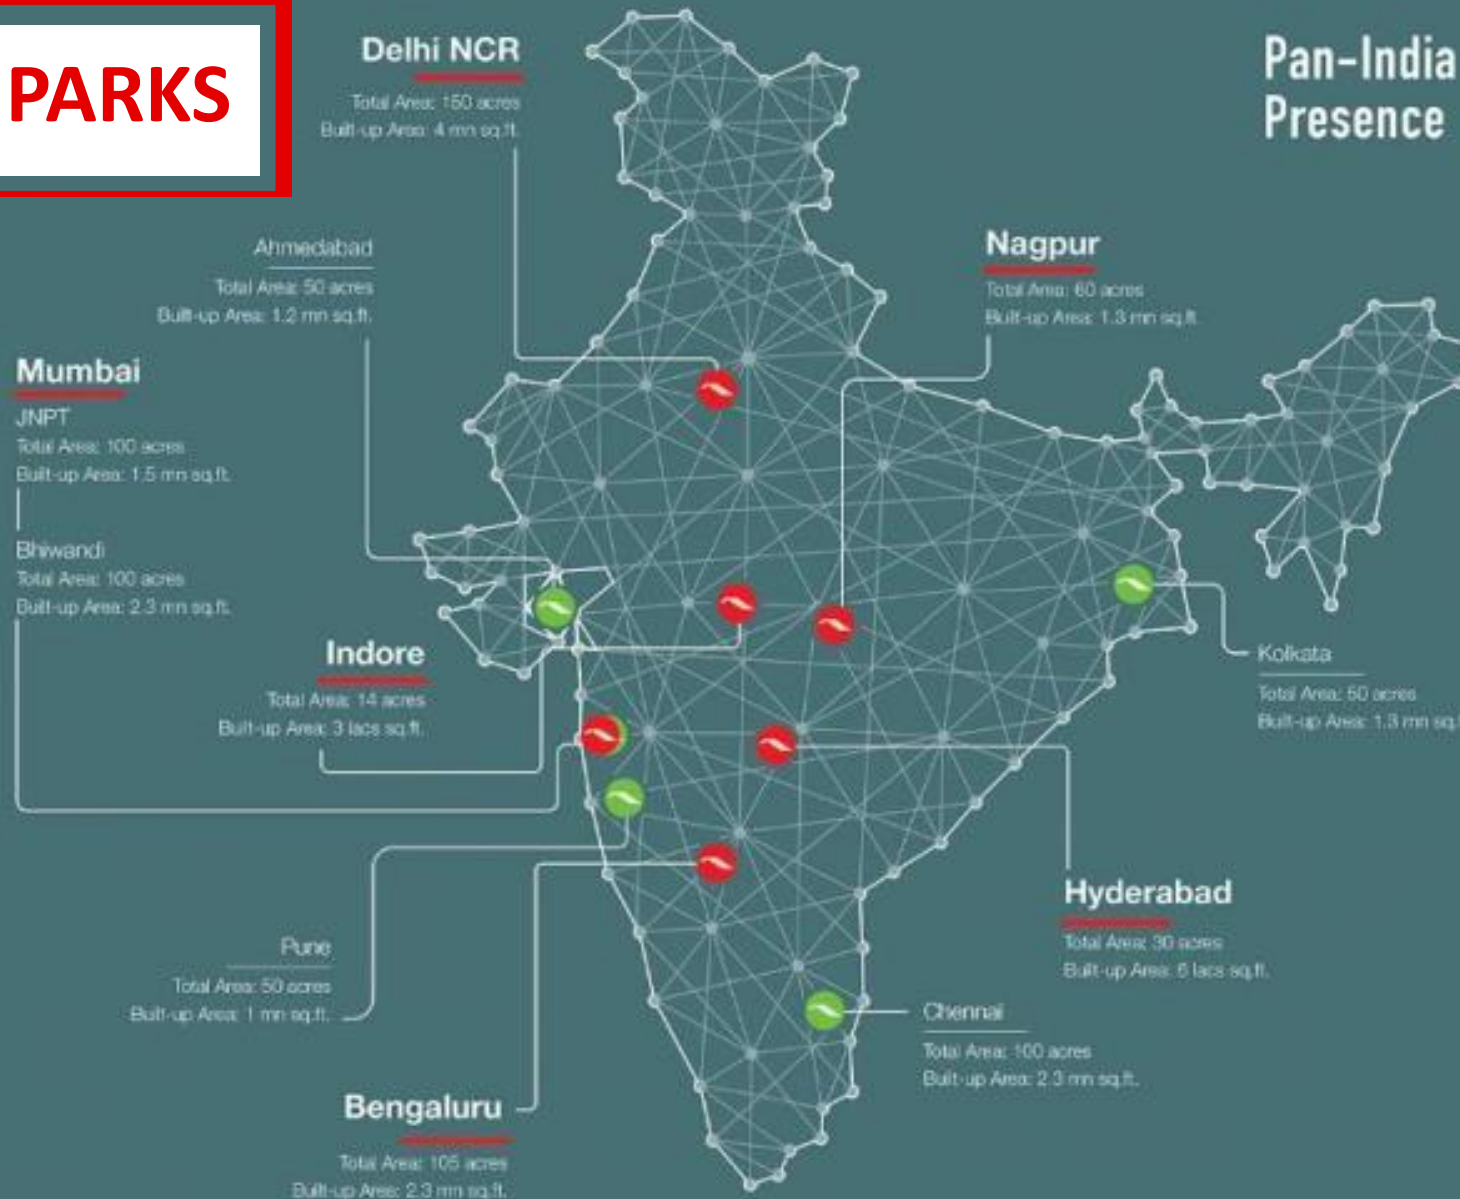 PARKS
Pan-India
Presence
Delhi NCR
Total Area: 150 acres
Built-up Area: 4 mn sq.ft.
Ahmedabad
Total Area: 50 acres
Built-up Area: 1.2 mn sq.ft.
Nagpur
Total Area: 60 acres
Built-up Area: 1.3 mn sq.ft.
Mumbai
JNPT
Total Area: 100 acres
Built-up Area: 1.5 mn sq.ft.
Bhiwandi
Total Area: 100 acres
Built-up Area: 2.3 mn sq.ft.
Indore
Total Area: 14 acres
Built-up Area: 3 lacs sq.ft.
Kolkata
Total Area: 50 acres
Built-up Area: 1.3 mn sq.
Hyderabad
Total Area: 30 acres
Built-up Area: 6 lacs sq.ft.
Pune
Total Area: 50 acres
Built-up Area: 1 mn sq.ft.
Chennai
Total Area: 100 acres
Built-up Area: 2.3 mn sq.ft.
Bengaluru
Total Area: 105 acres
Built-up Area: 2.3 mn sq.ft.